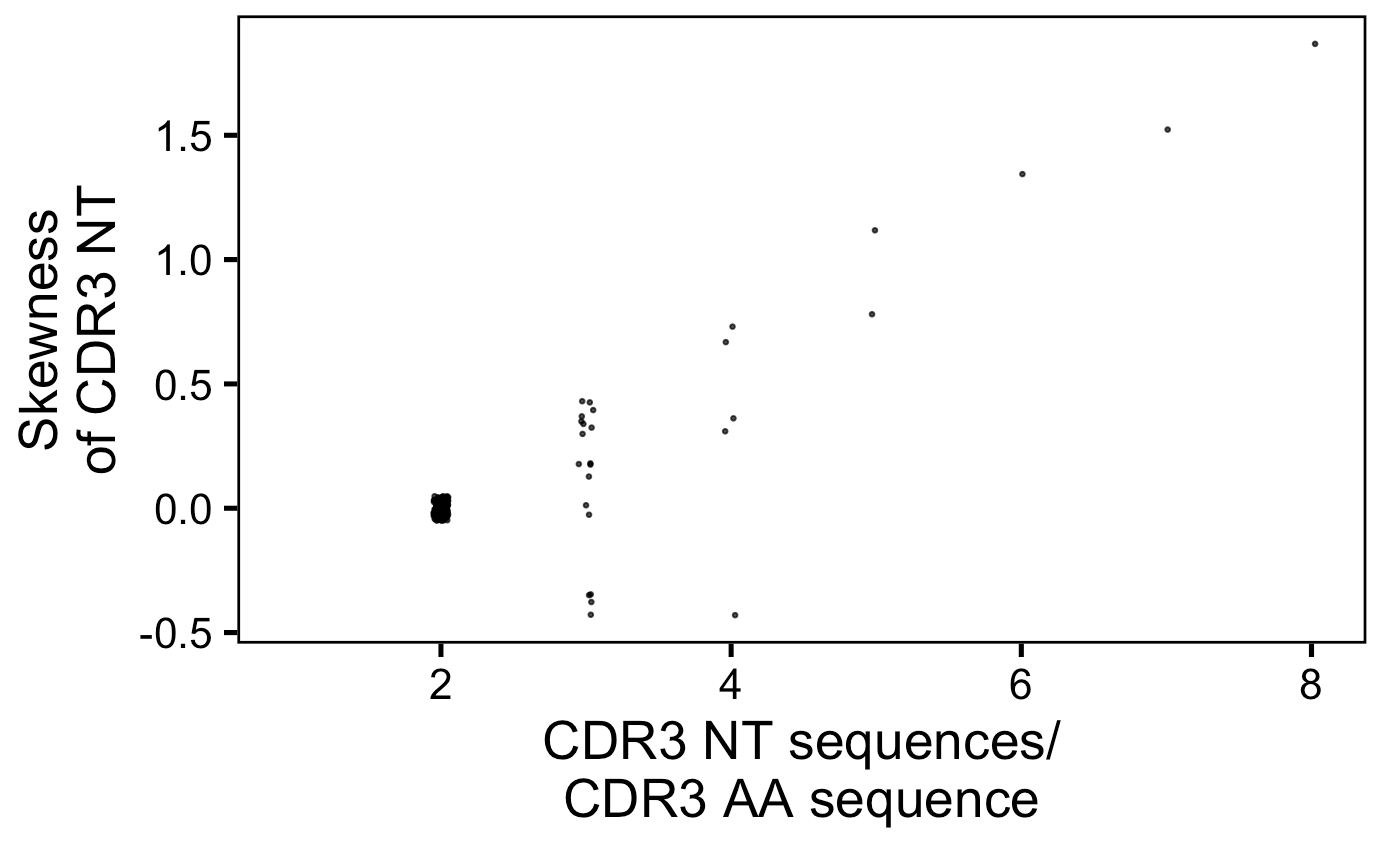 Skewness
of CDR3 NT
1.5
1.0
0.5
0.0
-0.5
2 4 6 8
CDR3 NT sequences/
CDR3 AA sequence